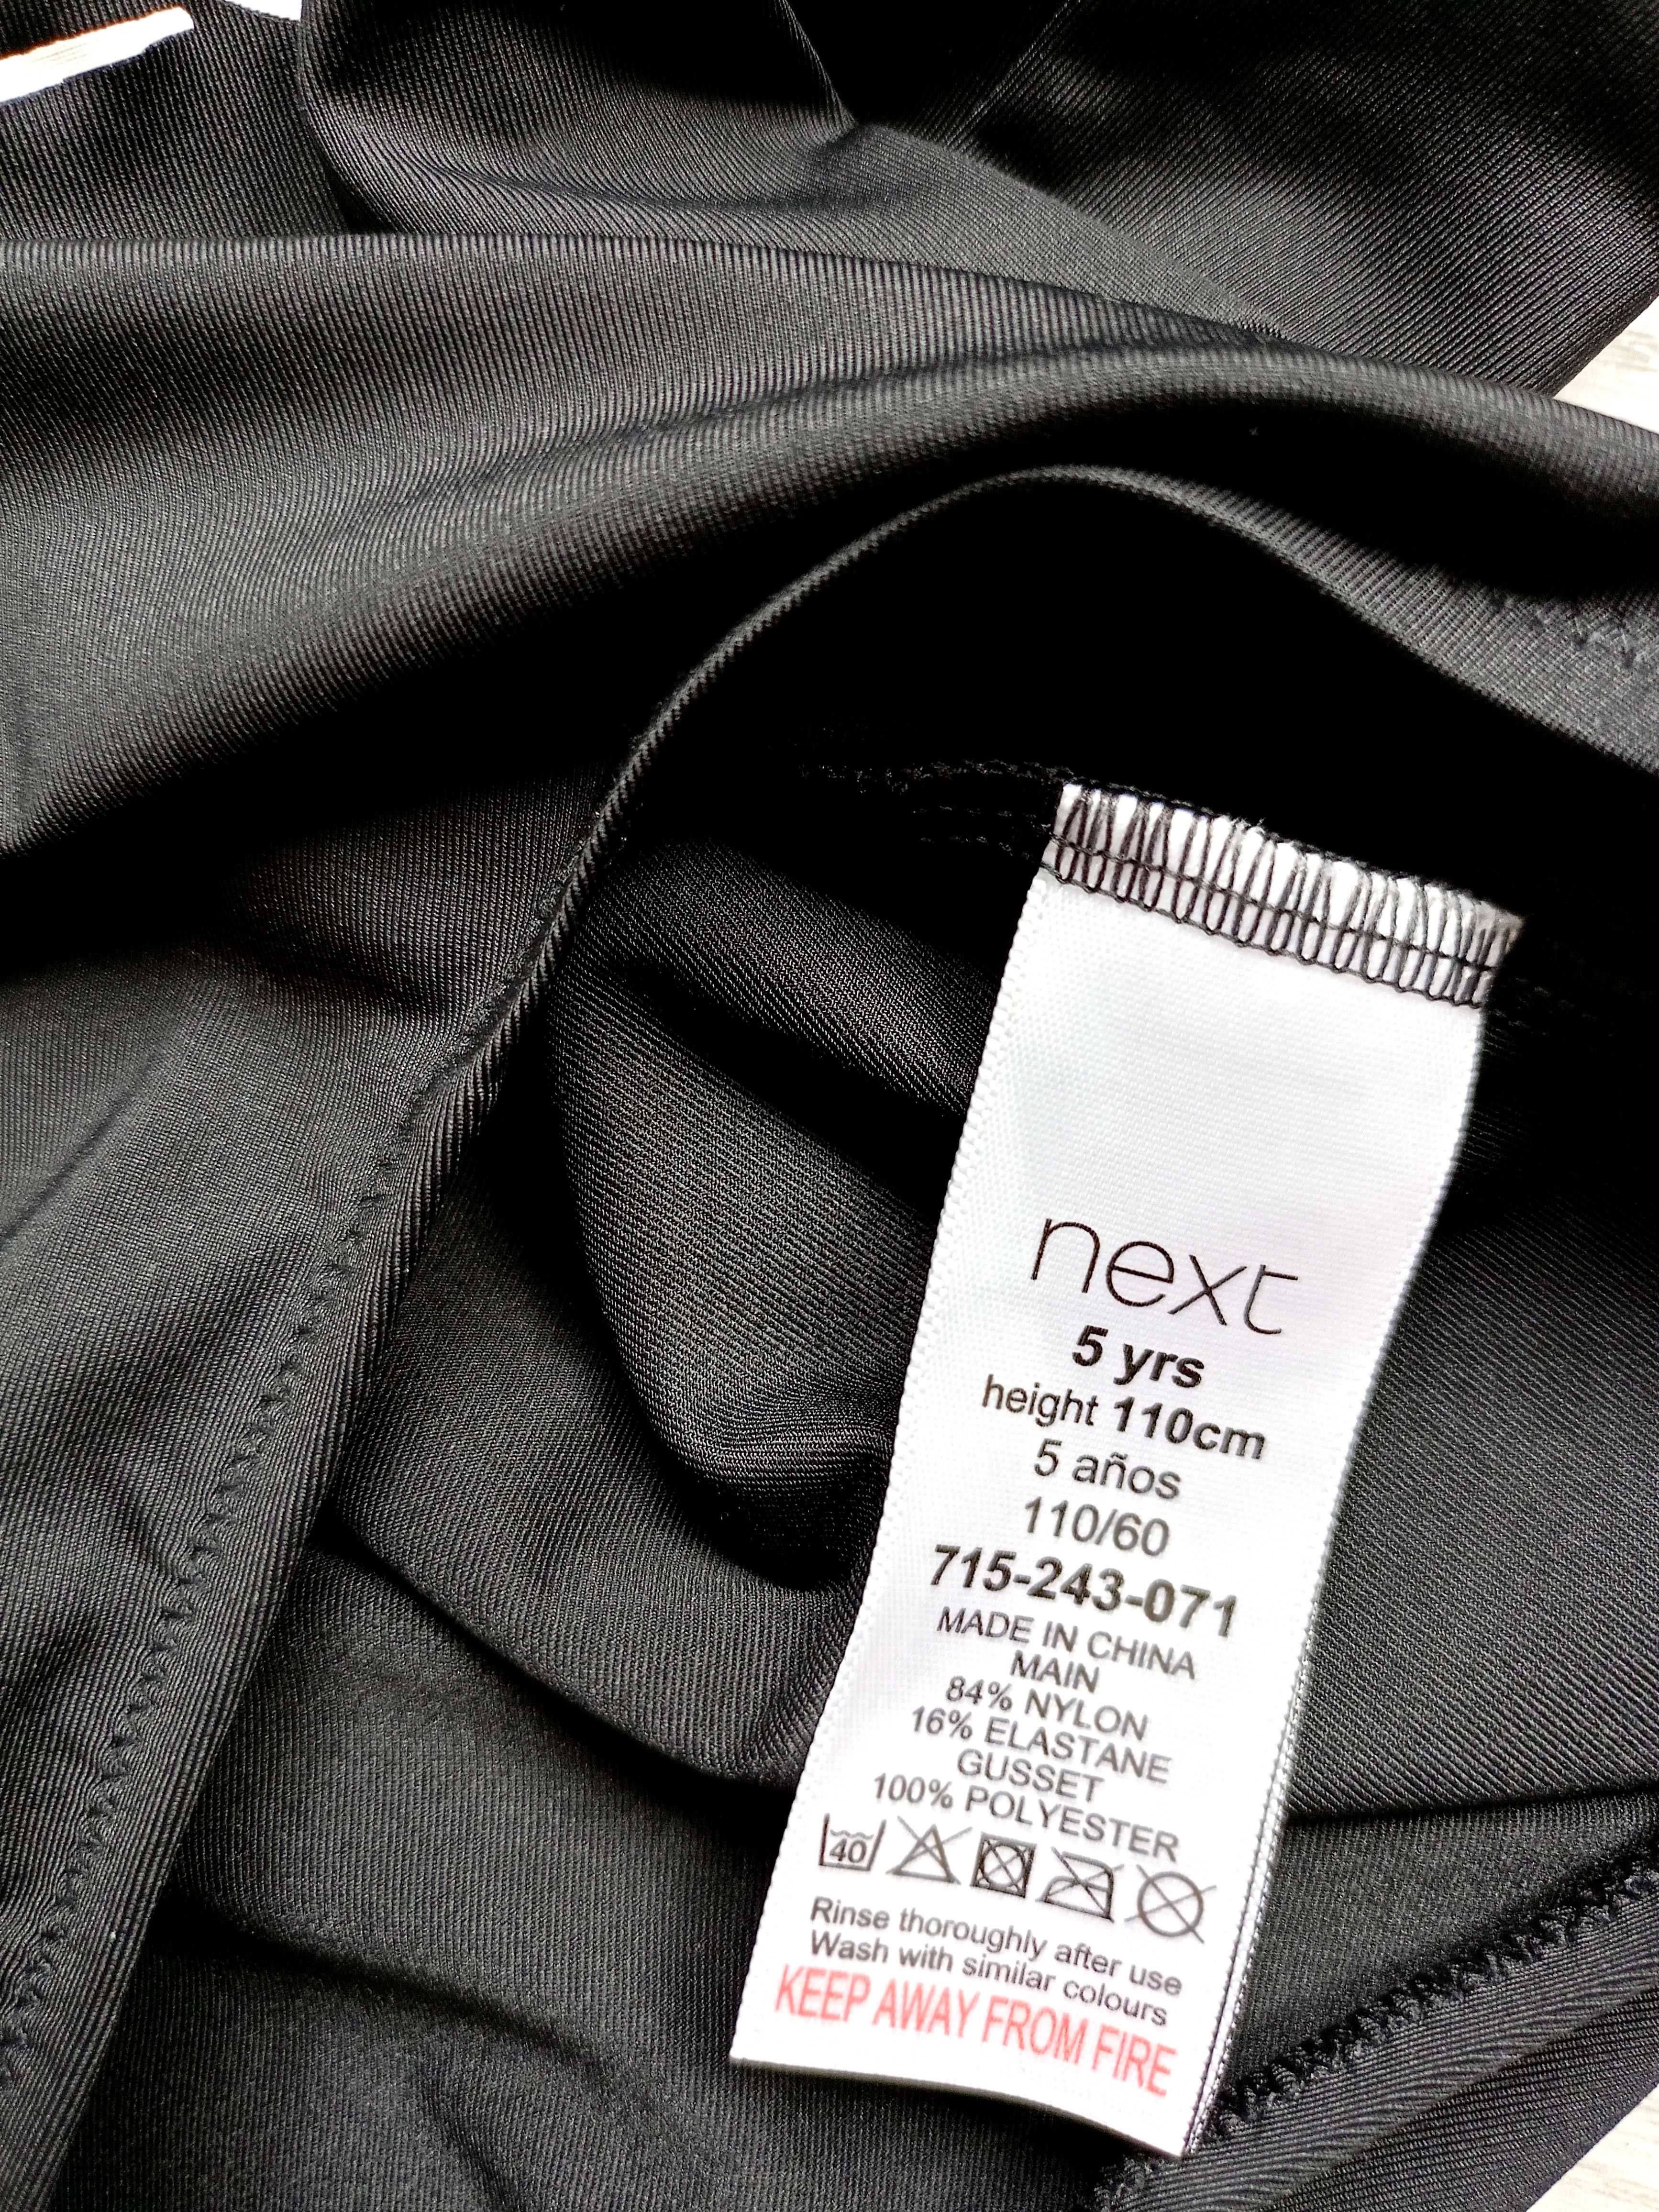 next
5 yrs
height 110cm
5 años
110/60
715-243-071
MADE IN CHINA
MAIN
84% NYLON
16% ELASTANE
GUSSET
100% POLYESTER
40
Rinse thoroughly after use
Wash with similar colours
KEEP AWAY FROM FIRE